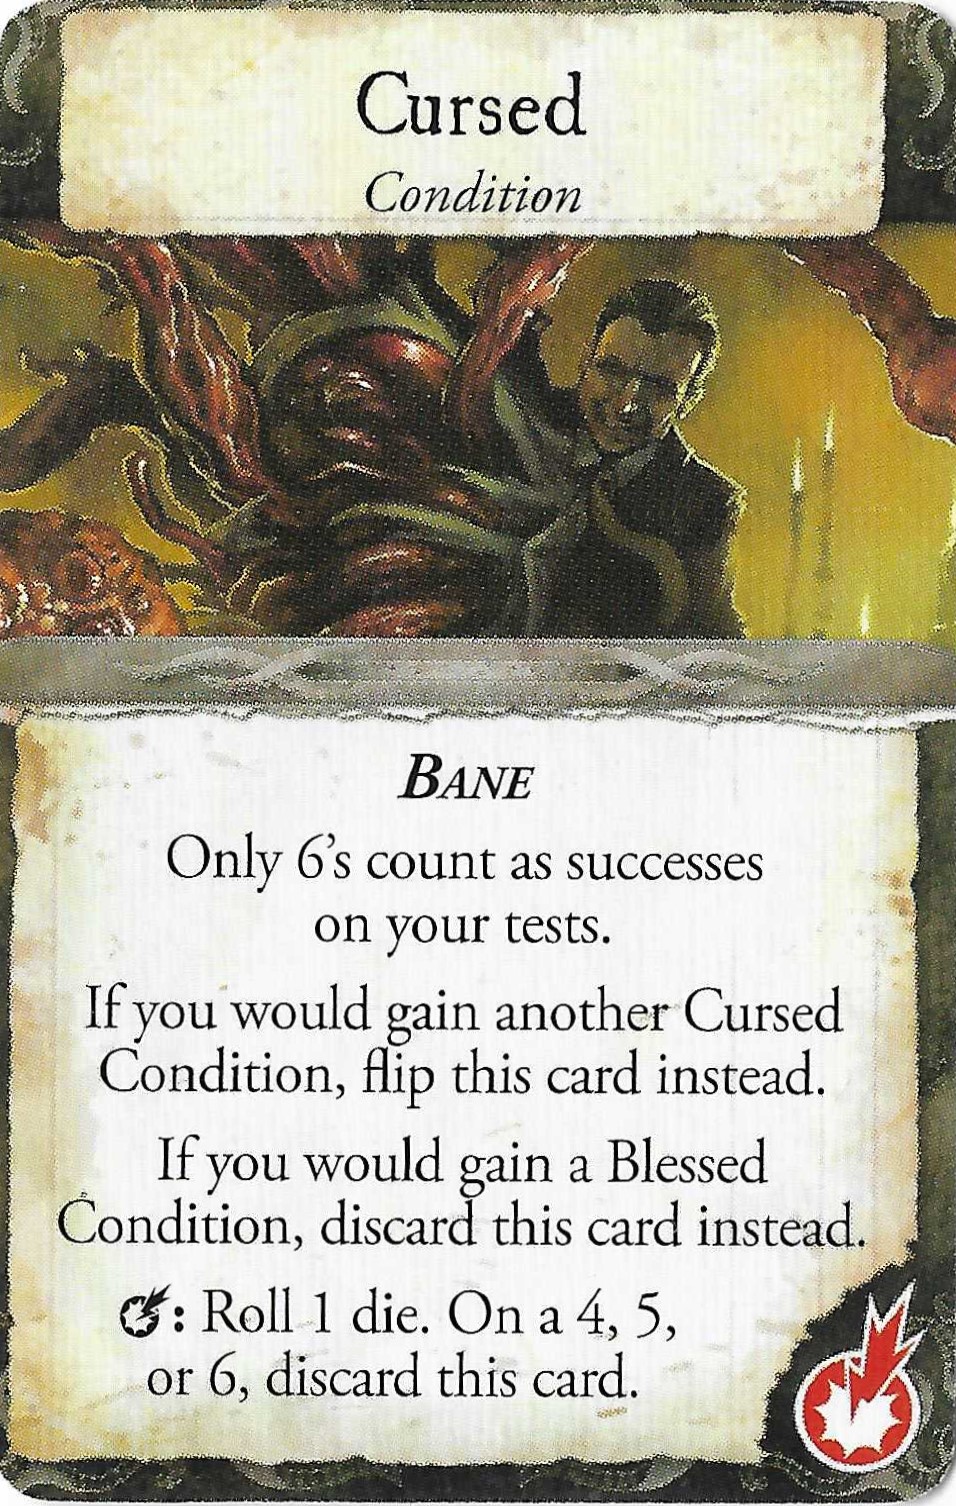 Cursed
Condition
BANE
Only 6’s count as successes
on your tests.
If you would gain another Cursed
Condition, flip this card instead.
If you would gain a Blessed
Condition, discard this card instead.
: Roll 1 die. On a 4, 5,
or 6, discard this card.